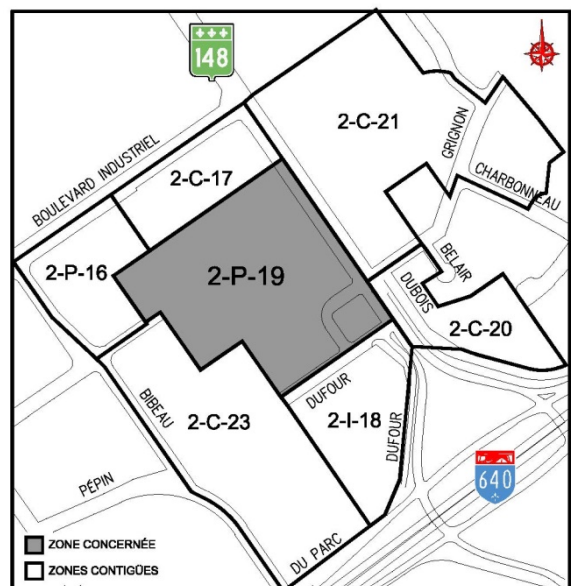 148
2-C-21
GRIGNON
BOULEVARD INDUSTRIEL
2-C-17
CHARBONNEAU
2-P-16
2-P-19
BELAIR
DUBOIS
2-C-20
DUFOUR
BIBEAU
2-C-23
2-I-18
DUFOUR
PÉPIN
640
DU PARC
ZONE CONCERNÉE
ZONES CONTIGÜES